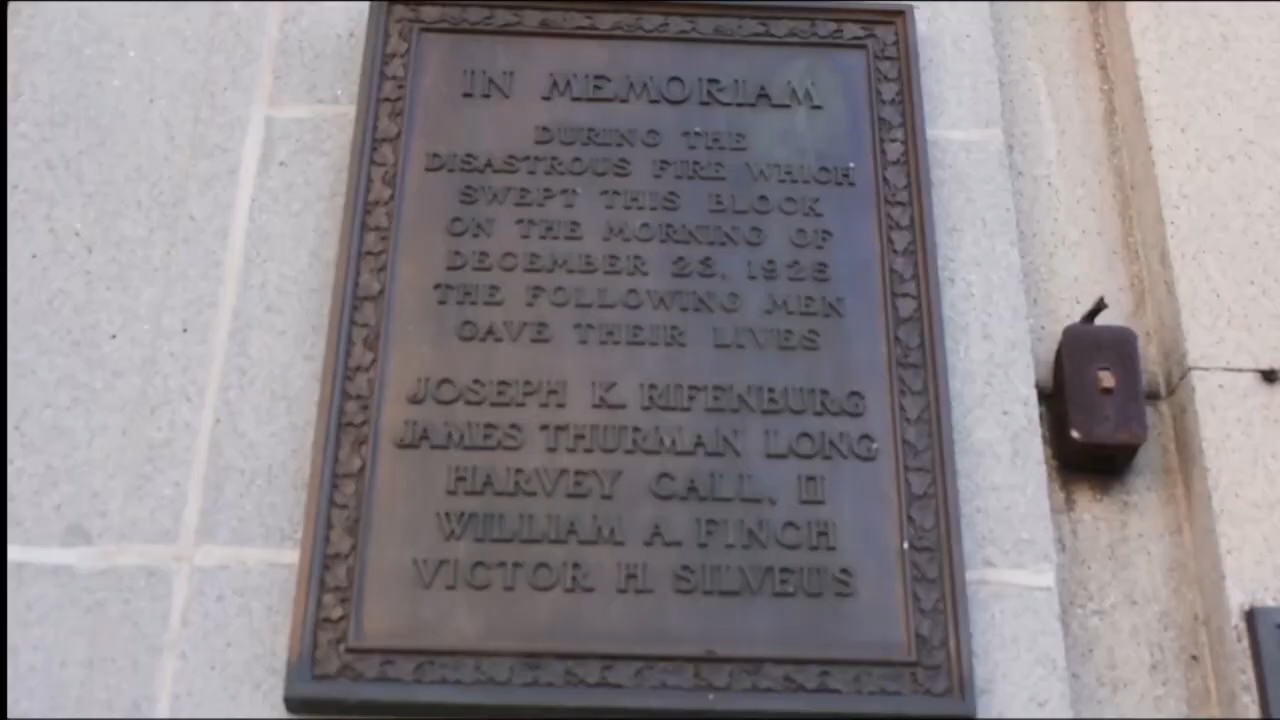 IN MEMORIAM
DURING THE
DISASTROUS FIRE WHICH
SWEPT THIS BLOCK
ON THE MORNING OF
DECEMBER 23, 1926
THE FOLLOWING MEN
GAVE THEIR LIVES
JOSEPH K. RIFENBURG
JAMES THURMAN LONG
HARVEY CALL, II
WILLIAM A. FINCH
VICTOR H. SILVEUS